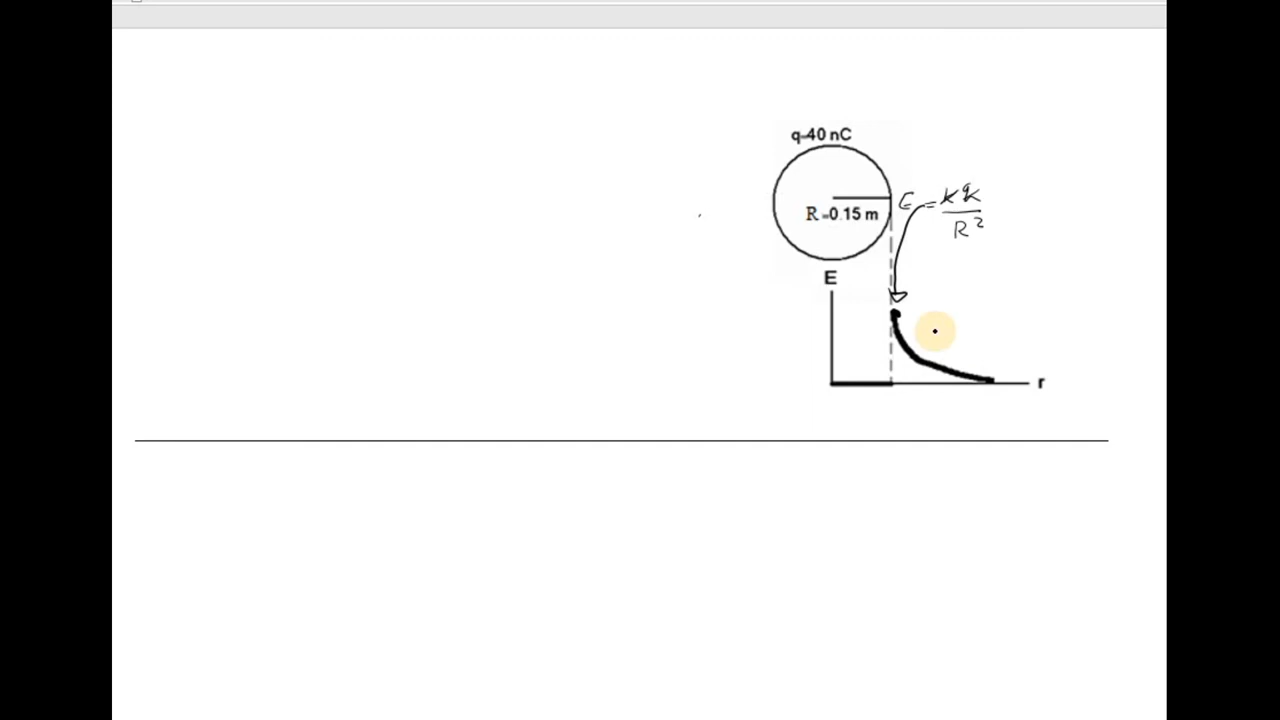 q=40 nC
R=0.15 m
E = kq
R²
E
r